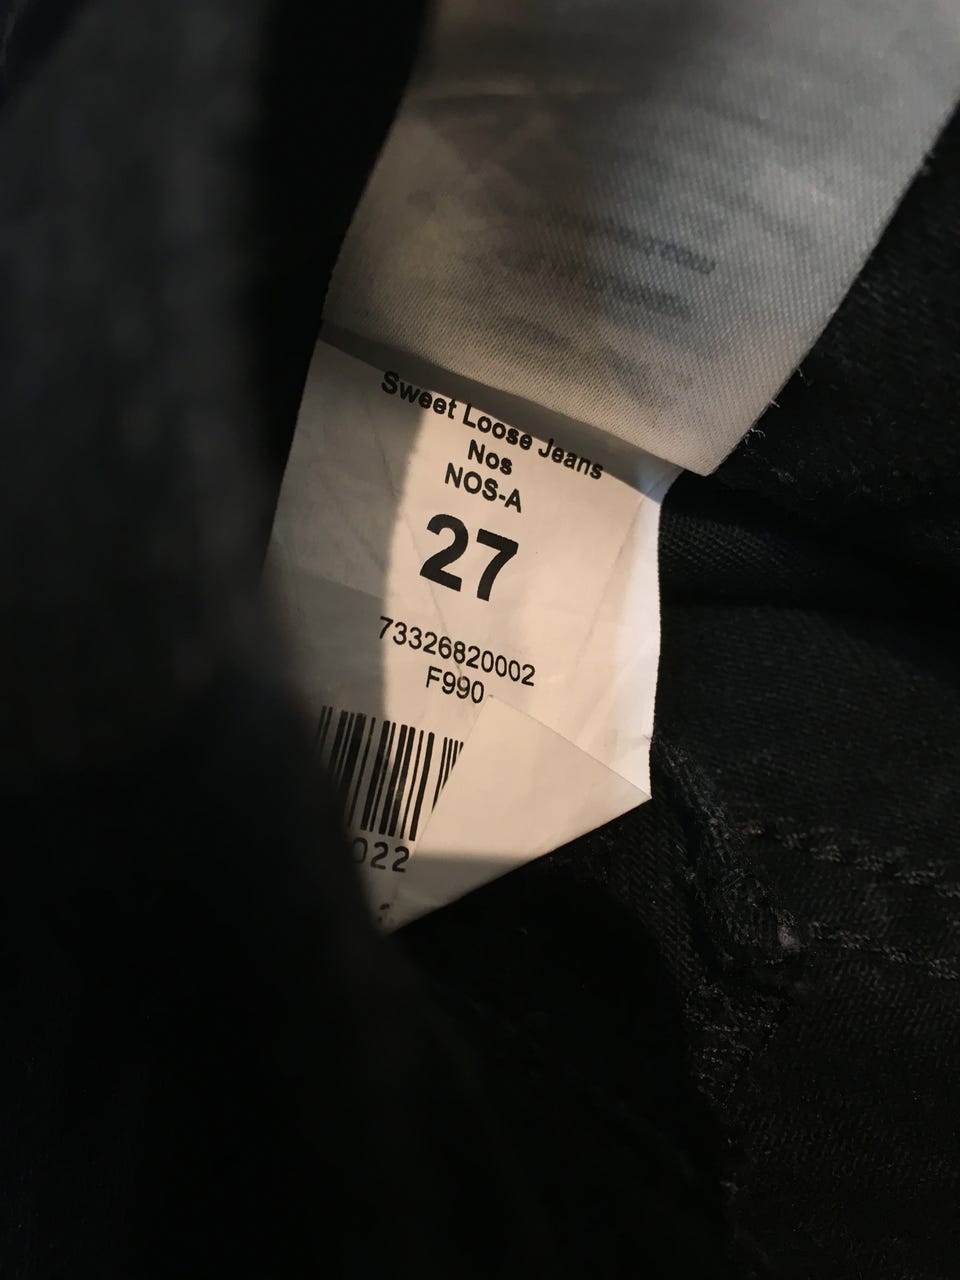 Sweet Loose Jeans
Nos
NOS-A
27
73326820002
F990
022